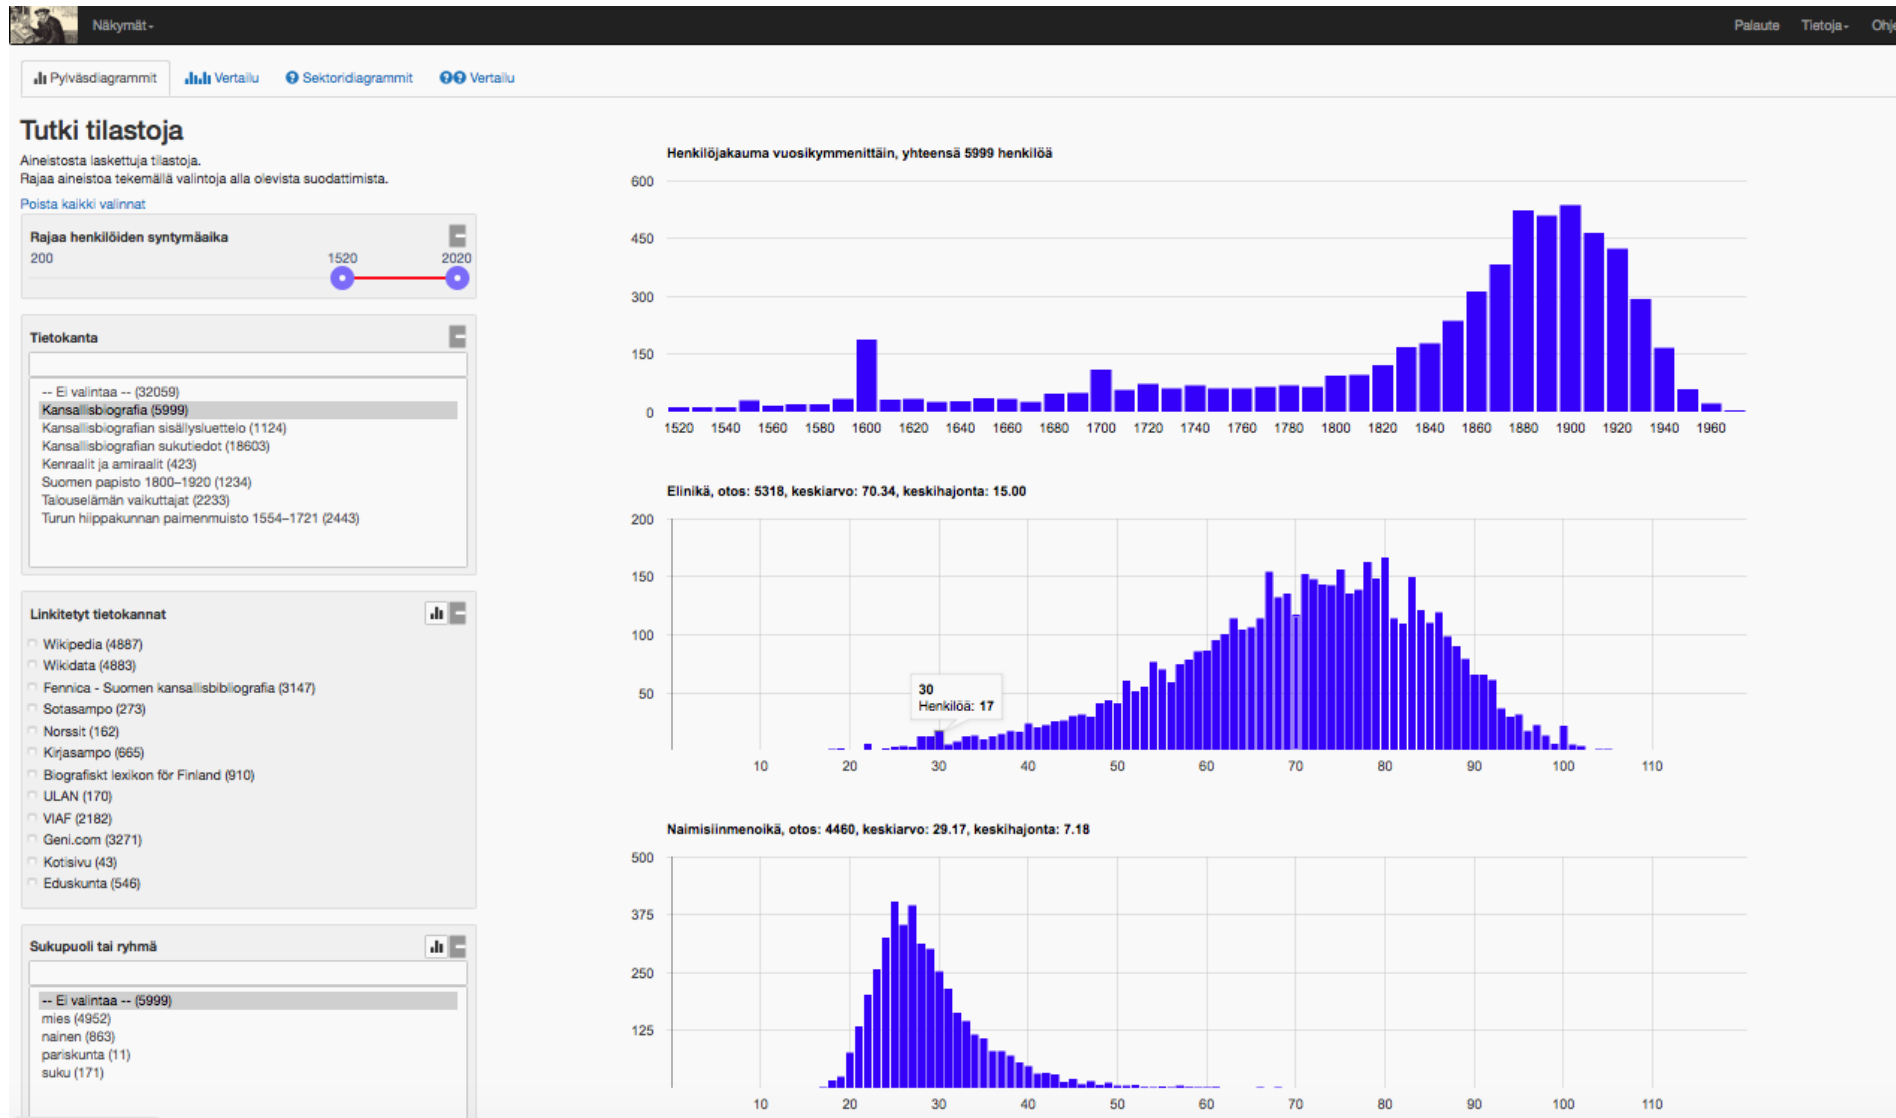 Näkymät
Palaute Tietoja Ohje
Pylväsdiagrammit Vertailu Sektoridiagrammit Vertailu
Tutki tilastoja
Aineistosta laskettuja tilastoja.
Rajaa aineistoa tekemällä valintoja alla olevista suodattimista.
Poista kaikki valinnat
Rajaa henkilöiden syntymäaika
200 1520 2020
Tietokanta
-- Ei valintaa -- (32059)
Kansallisbiografia (5999)
Kansallisbiografian sisällysluettelo (1124)
Kansallisbiografian sukutiedot (18603)
Kenraalit ja amiraalit (423)
Suomen papisto 1800–1920 (1234)
Talouselämän vaikuttajat (2233)
Turun hiippakunnan paimenmuisto 1554–1721 (2443)
Linkitetyt tietokannat
Wikipedia (4887)
Wikidata (4883)
Fennica - Suomen kansallisbibliografia (3147)
Sotasampo (273)
Norssit (162)
Kirjasampo (665)
Biografiskt lexikon för Finland (910)
ULAN (170)
VIAF (2182)
Geni.com (3271)
Kotisivu (43)
Eduskunta (546)
Sukupuoli tai ryhmä
-- Ei valintaa -- (5999)
mies (4952)
nainen (863)
pariskunta (11)
suku (171)
Henkilöjakauma vuosikymmenittäin, yhteensä 5999 henkilöä
600
450
300
150
0
1520 1540 1560 1580 1600 1620 1640 1660 1680 1700 1720 1740 1760 1780 1800 1820 1840 1860 1880 1900 1920 1940 1960
Elinikä, otos: 5318, keskiarvo: 70.34, keskihajonta: 15.00
200
150
100
50
30
Henkilöä: 17
10 20 30 40 50 60 70 80 90 100 110
Naimisiinmenoikä, otos: 4460, keskiarvo: 29.17, keskihajonta: 7.18
500
375
250
125
10 20 30 40 50 60 70 80 90 100 110